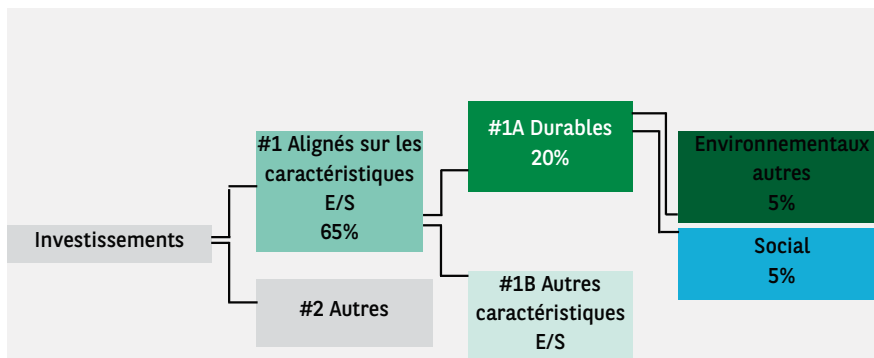 Investissements
#1 Alignés sur les
caractéristiques
E/S
65%
#2 Autres
#1A Durables
20%
#1B Autres
caractéristiques
E/S
Environnementaux
autres
5%
Social
5%